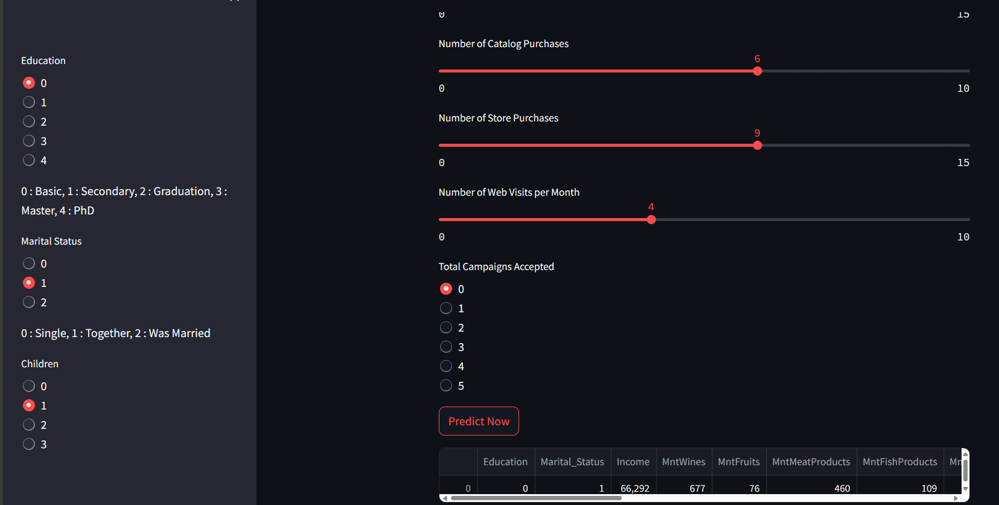 Education
0
1
2
3
4
0 : Basic, 1 : Secondary, 2 : Graduation, 3 :
Master, 4 : PhD
Marital Status
0
1
2
0 : Single, 1 : Together, 2 : Was Married
Children
0
1
2
3
0 15
Number of Catalog Purchases
6
0 10
Number of Store Purchases
9
0 15
Number of Web Visits per Month
4
0 10
Total Campaigns Accepted
0
1
2
3
4
5
Predict Now
Education Marital_Status Income MntWines MntFruits MntMeatProducts MntFishProducts Mn
0 0 1 66,292 677 76 460 109